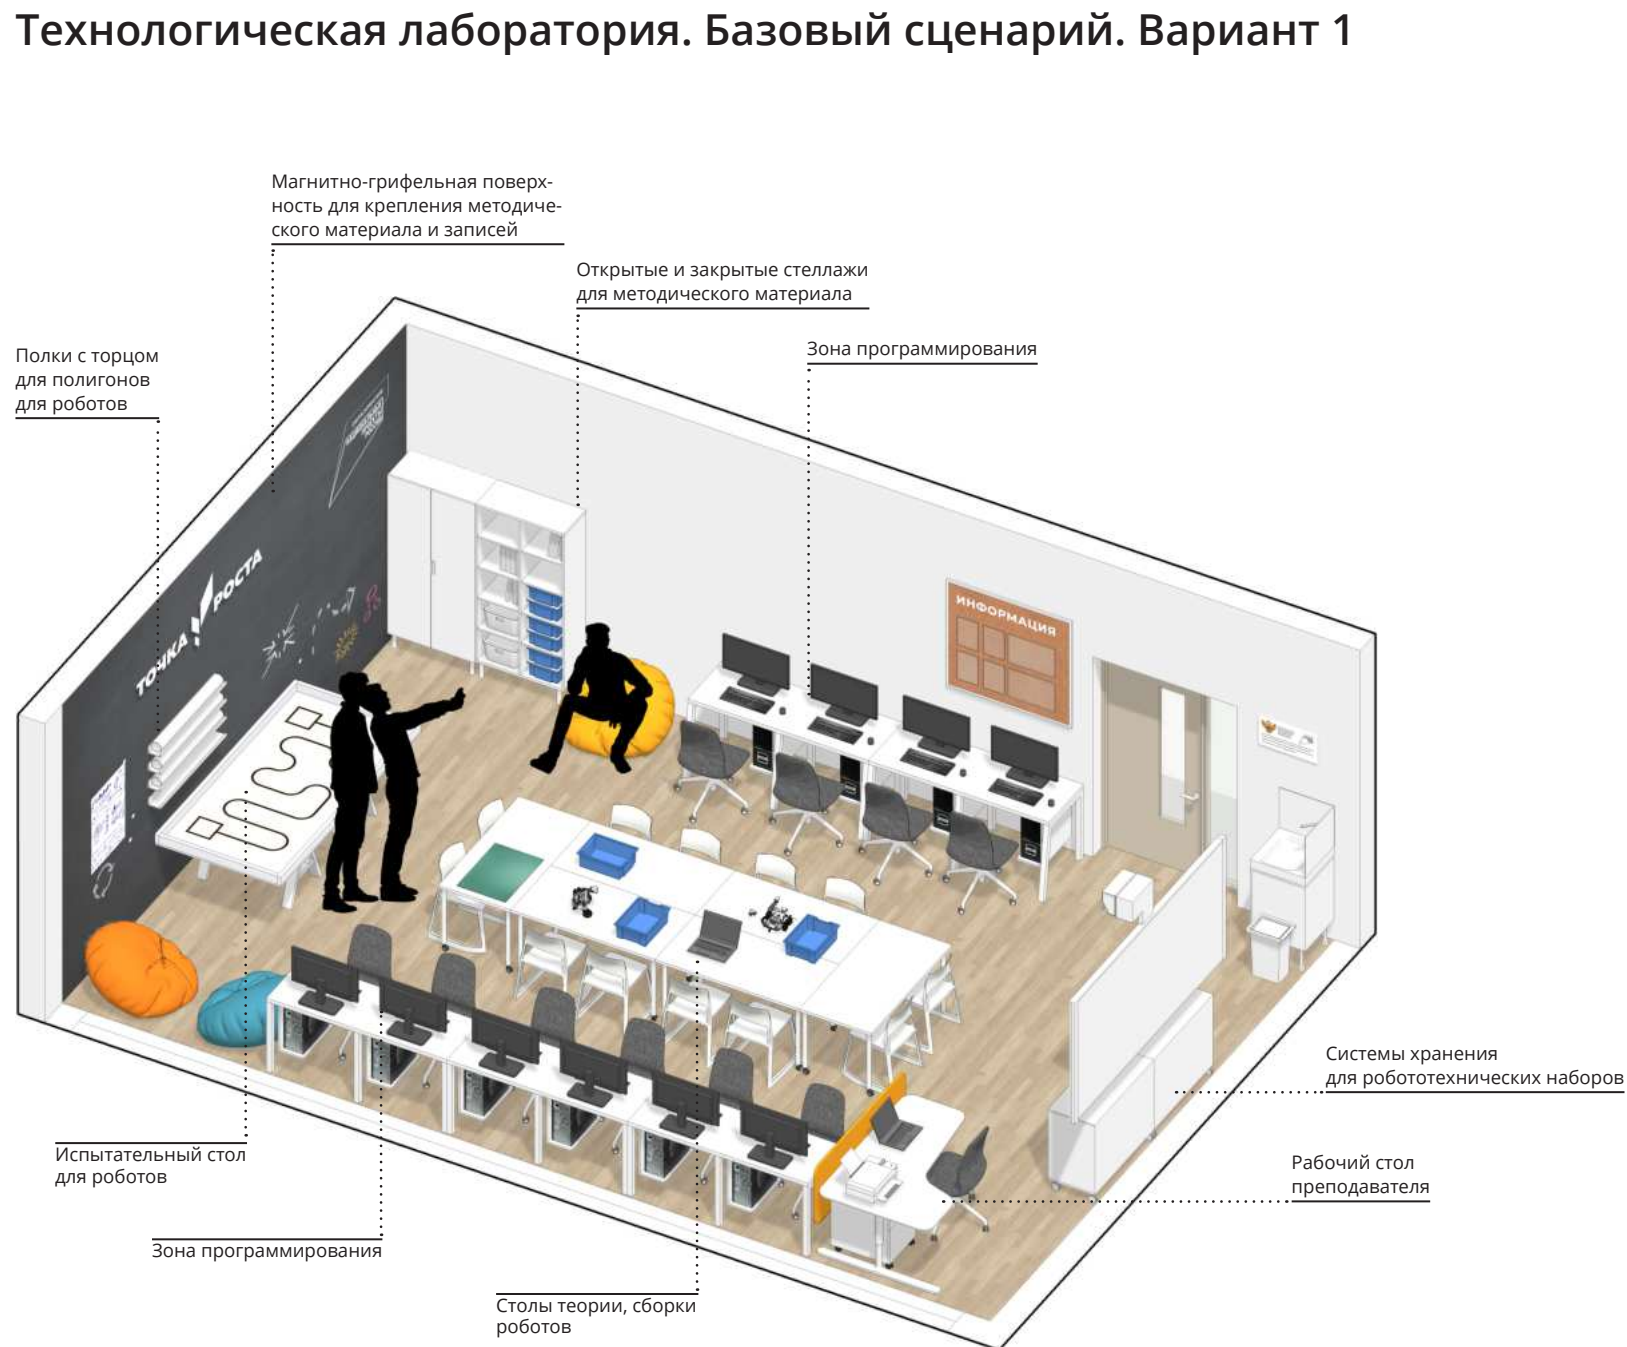 Технологическая лаборатория. Базовый сценарий. Вариант 1
Магнитно-грифельная поверх-
ность для крепления методиче-
ского материала и записей
Открытые и закрытые стеллажи
для методического материала
Зона программирования
Полки с торцом
для полигонов
для роботов
ТОЧКА РОСТА
ИНФОРМАЦИЯ
Системы хранения
для робототехнических наборов
Испытательный стол
для роботов
Рабочий стол
преподавателя
Зона программирования
Столы теории, сборки
роботов